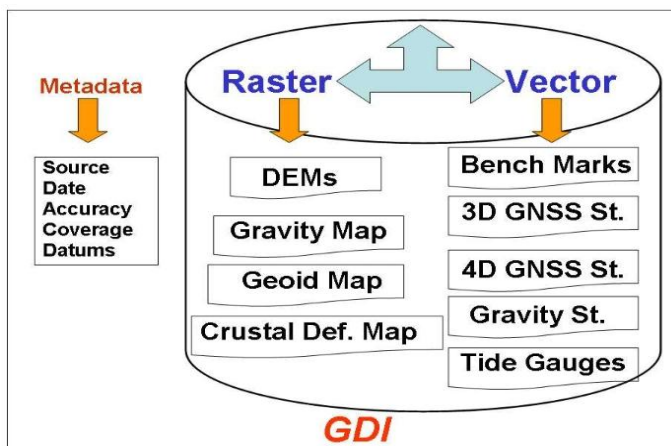 Metadata
Source
Date
Accuracy
Coverage
Datums
Raster
DEMs
Gravity Map
Geoid Map
Crustal Def. Map
Vector
Bench Marks
3D GNSS St.
4D GNSS St.
Gravity St.
Tide Gauges
GDI